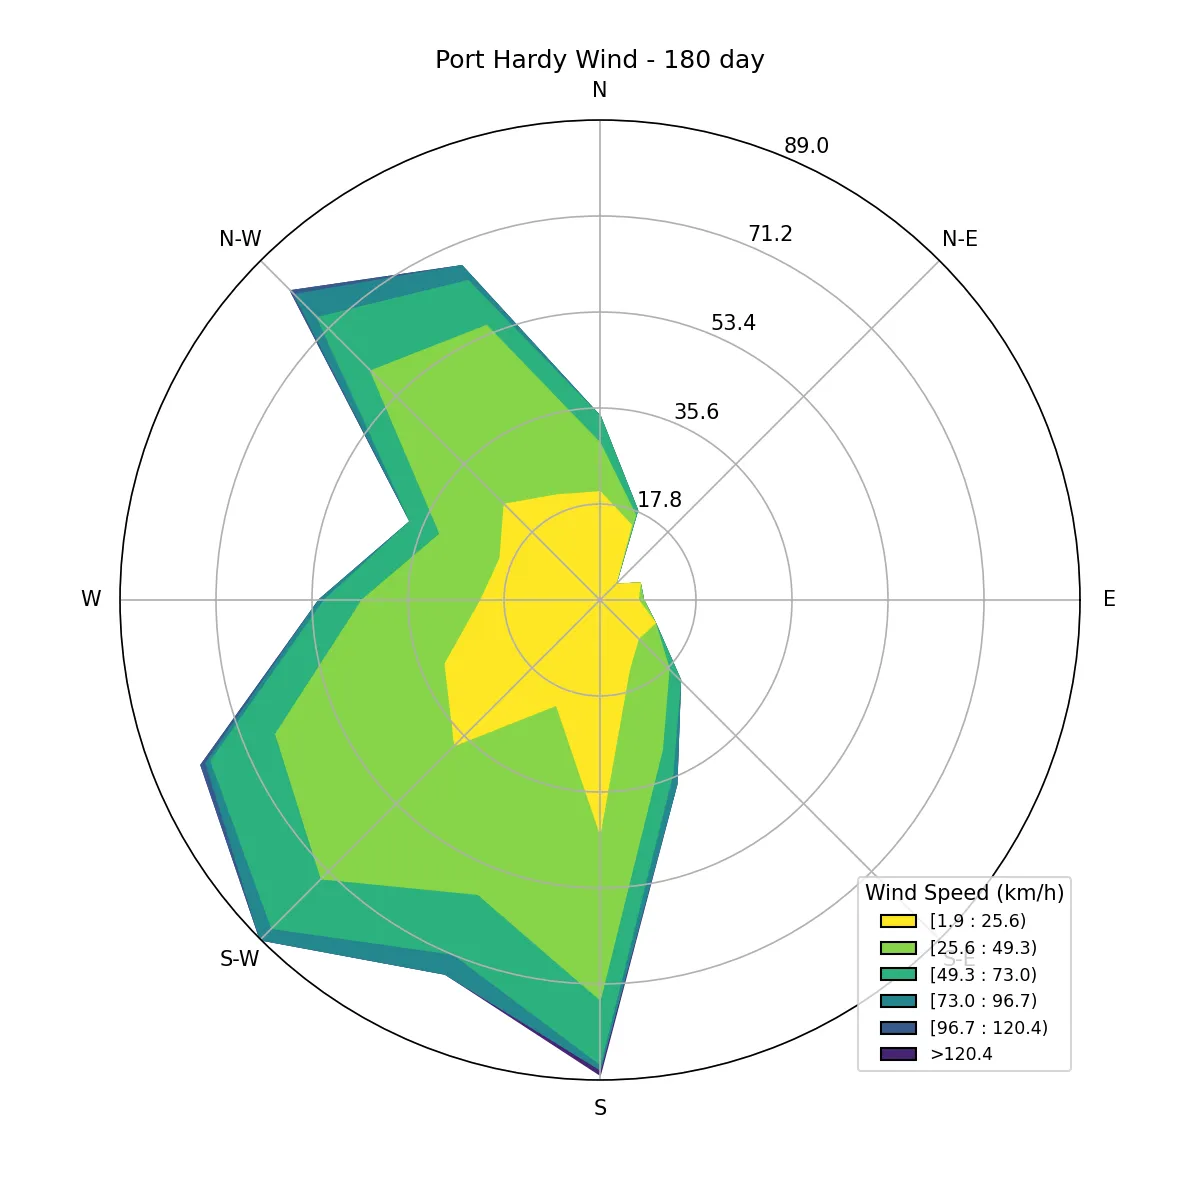 Port Hardy Wind - 180 day
N
89.0
71.2
N-W
N-E
53.4
35.6
17.8
W
E
S-W
S-E
Wind Speed (km/h)
[1.9 : 25.6)
[25.6 : 49.3)
[49.3 : 73.0)
[73.0 : 96.7)
[96.7 : 120.4)
>120.4
S